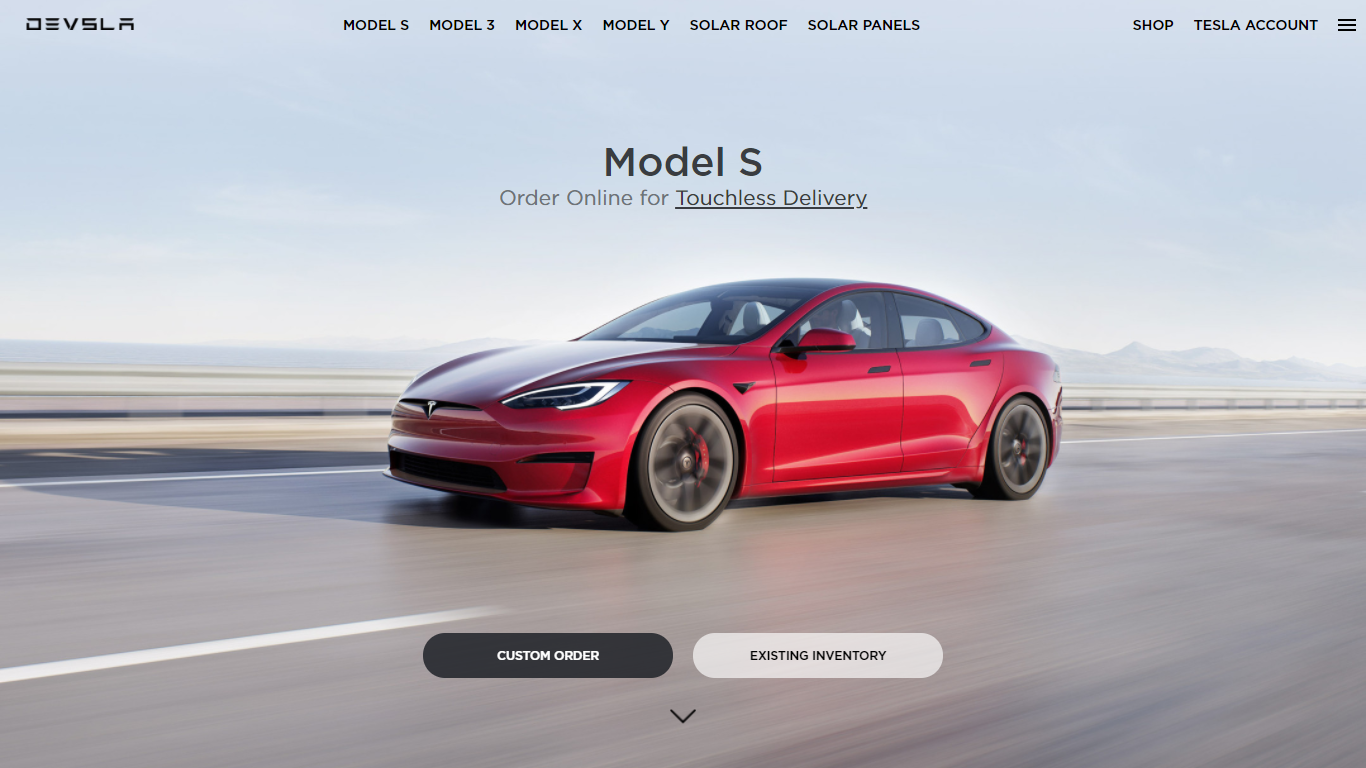 DEVSLA
MODEL S MODEL 3 MODEL X MODEL Y SOLAR ROOF SOLAR PANELS
SHOP TESLA ACCOUNT
Model S
Order Online for Touchless Delivery
CUSTOM ORDER
EXISTING INVENTORY